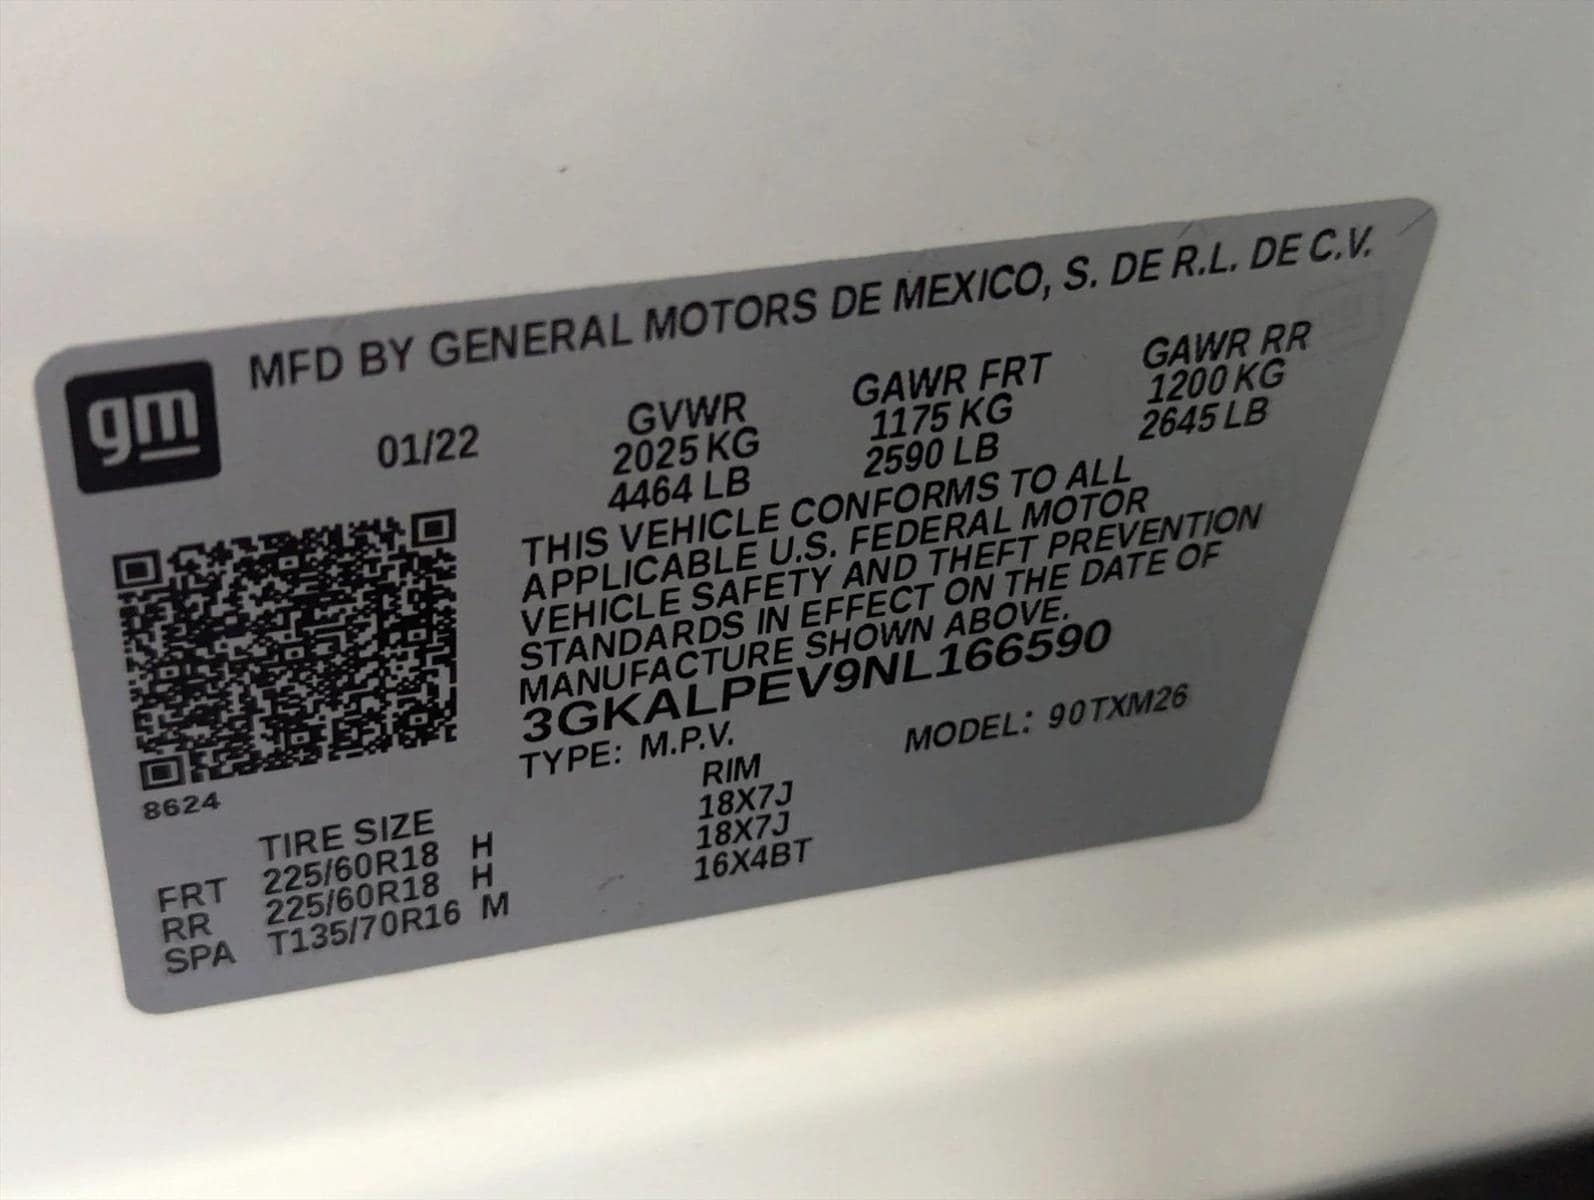 MFD BY GENERAL MOTORS DE MEXICO, S. DE R.L. DE C.V.
gm
01/22
GVWR GAWR FRT GAWR RR
2025 KG 1175 KG 1200 KG
4464 LB 2590 LB 2645 LB
THIS VEHICLE CONFORMS TO ALL
APPLICABLE U.S. FEDERAL MOTOR
VEHICLE SAFETY AND THEFT PREVENTION
STANDARDS IN EFFECT ON THE DATE OF
MANUFACTURE SHOWN ABOVE.
3GKALPEV9NL166590
TYPE: M.P.V. MODEL: 90TXM26
8624
TIRE SIZE RIM
FRT 225/60R18 H 18X7J
RR 225/60R18 H 18X7J
SPA T135/70R16 M 16X4BT